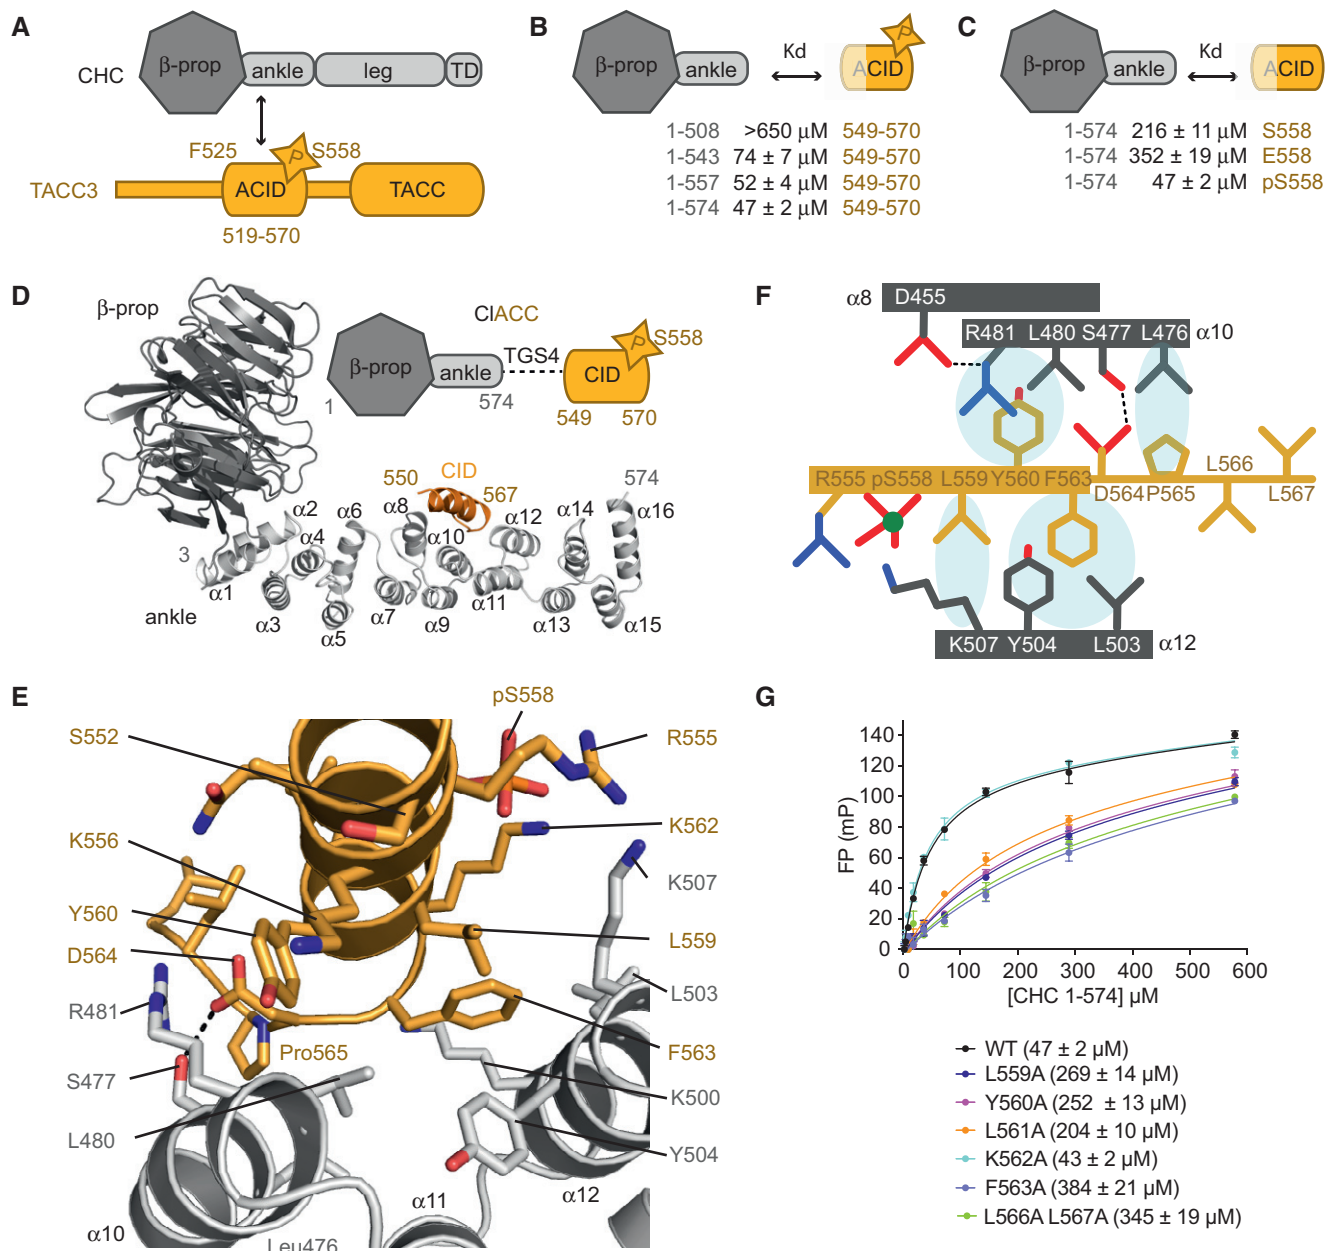 A
CHC
β-prop
ankle
leg
TD
F525
P
S558
TACC3
ACID
TACC
519-570
B
β-prop
ankle
Kd
ACID
P
1-508 >650 µM 549-570
1-543 74 ± 7 µM 549-570
1-557 52 ± 4 µM 549-570
1-574 47 ± 2 µM 549-570
C
β-prop
ankle
Kd
ACID
1-574 216 ± 11 µM S558
1-574 352 ± 19 µM E558
1-574 47 ± 2 µM pS558
D
β-prop
ClACC
β-prop
ankle
TGS4
CID
P
S558
1
574
549
570
550
CID
567
574
α2
α4
α6
α8
α10
α12
α14
α16
3
α1
ankle
α3
α5
α7
α9
α11
α13
α15
F
α8
D455
R481 L480 S477 L476
α10
R555 pS558 L559 Y560 F563
D564 P565
L566
L567
K507 Y504 L503
α12
E
pS558
S552
R555
K556
K562
K507
Y560
L559
D564
L503
R481
Pro565
F563
S477
K500
L480
Y504
α11
α12
α10
Leu476
G
FP (mP)
140
120
100
80
60
40
20
0
0 100 200 300 400 500 600
[CHC 1-574] µM
WT (47 ± 2 µM)
L559A (269 ± 14 µM)
Y560A (252 ± 13 µM)
L561A (204 ± 10 µM)
K562A (43 ± 2 µM)
F563A (384 ± 21 µM)
L566A L567A (345 ± 19 µM)